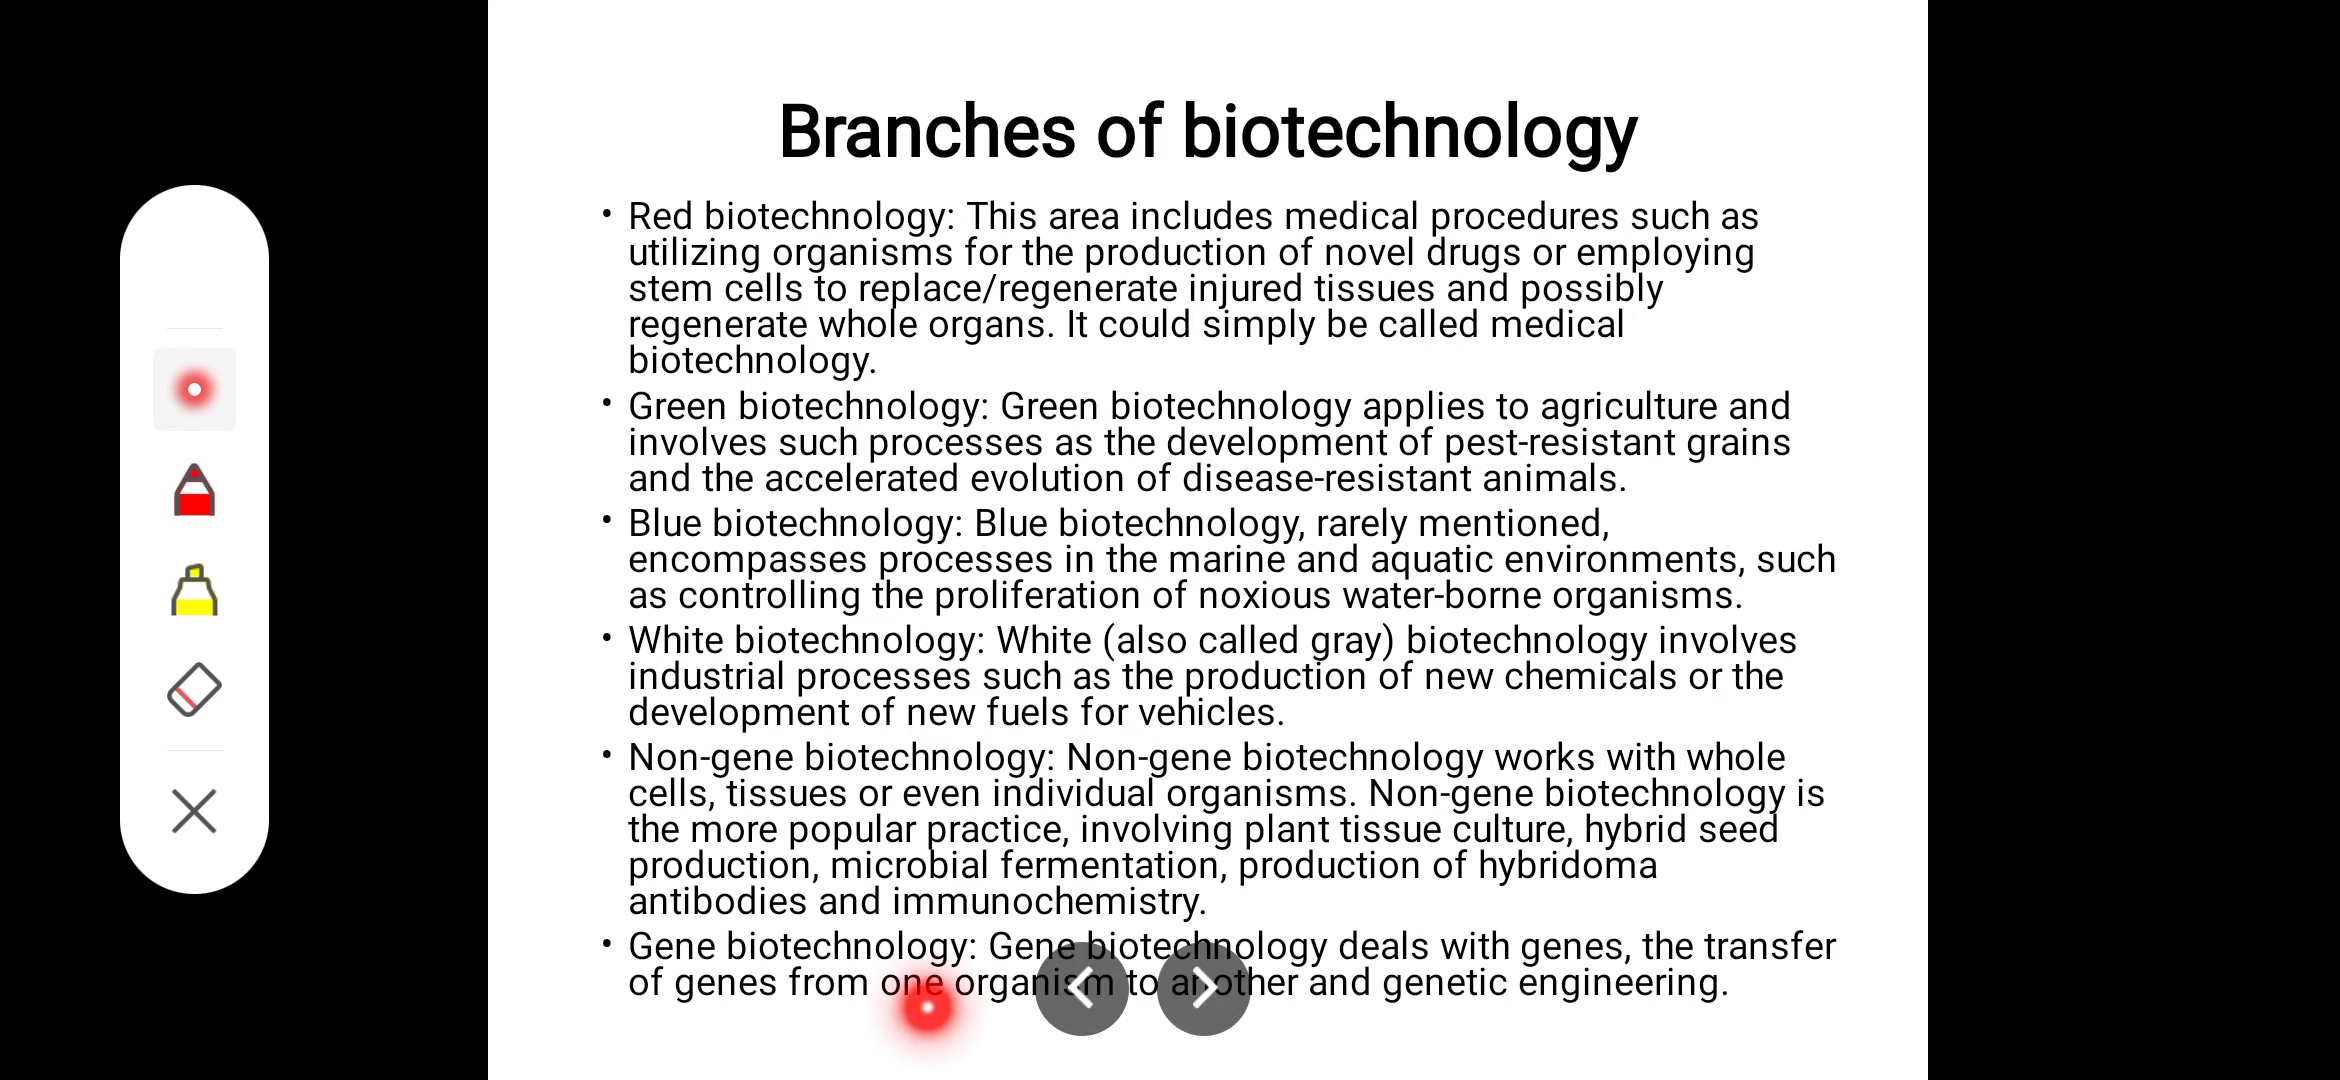 Branches of biotechnology
• Red biotechnology: This area includes medical procedures such as
utilizing organisms for the production of novel drugs or employing
stem cells to replace/regenerate injured tissues and possibly
regenerate whole organs. It could simply be called medical
biotechnology.
• Green biotechnology: Green biotechnology applies to agriculture and
involves such processes as the development of pest-resistant grains
and the accelerated evolution of disease-resistant animals.
• Blue biotechnology: Blue biotechnology, rarely mentioned,
encompasses processes in the marine and aquatic environments, such
as controlling the proliferation of noxious water-borne organisms.
• White biotechnology: White (also called gray) biotechnology involves
industrial processes such as the production of new chemicals or the
development of new fuels for vehicles.
• Non-gene biotechnology: Non-gene biotechnology works with whole
cells, tissues or even individual organisms. Non-gene biotechnology is
the more popular practice, involving plant tissue culture, hybrid seed
production, microbial fermentation, production of hybridoma
antibodies and immunochemistry.
• Gene biotechnology: Gene biotechnology deals with genes, the transfer
of genes from one organism to another and genetic engineering.